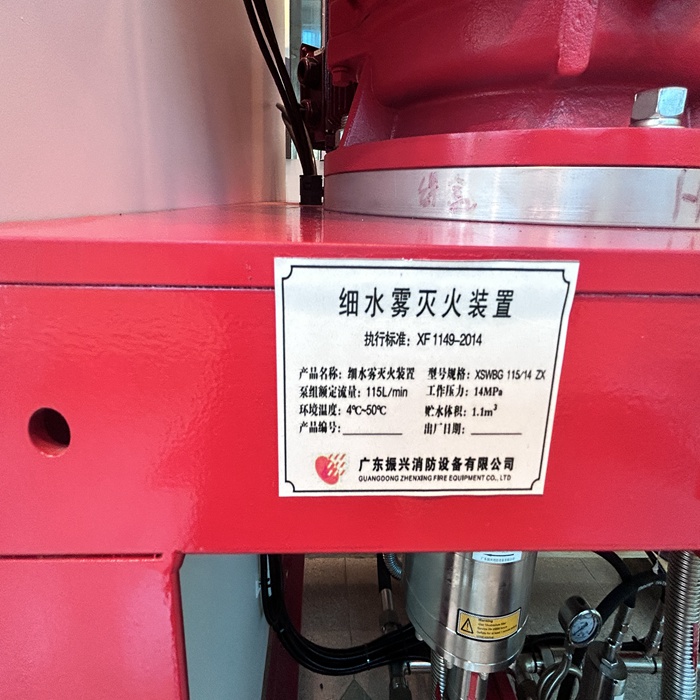 细水雾灭火装置
执行标准：XF 1149-2014
产品名称：细水雾灭火装置 型号规格：XSWBG 115/14 ZX
泵组额定流量：115L/min 工作压力：14MPa
环境温度：4℃~50℃ 贮水体积：1.1m³
产品编号：________ 出厂日期：________
广东振兴消防设备有限公司
GUANGDONG ZHENXING FIRE EQUIPMENT CO., LTD
Warning